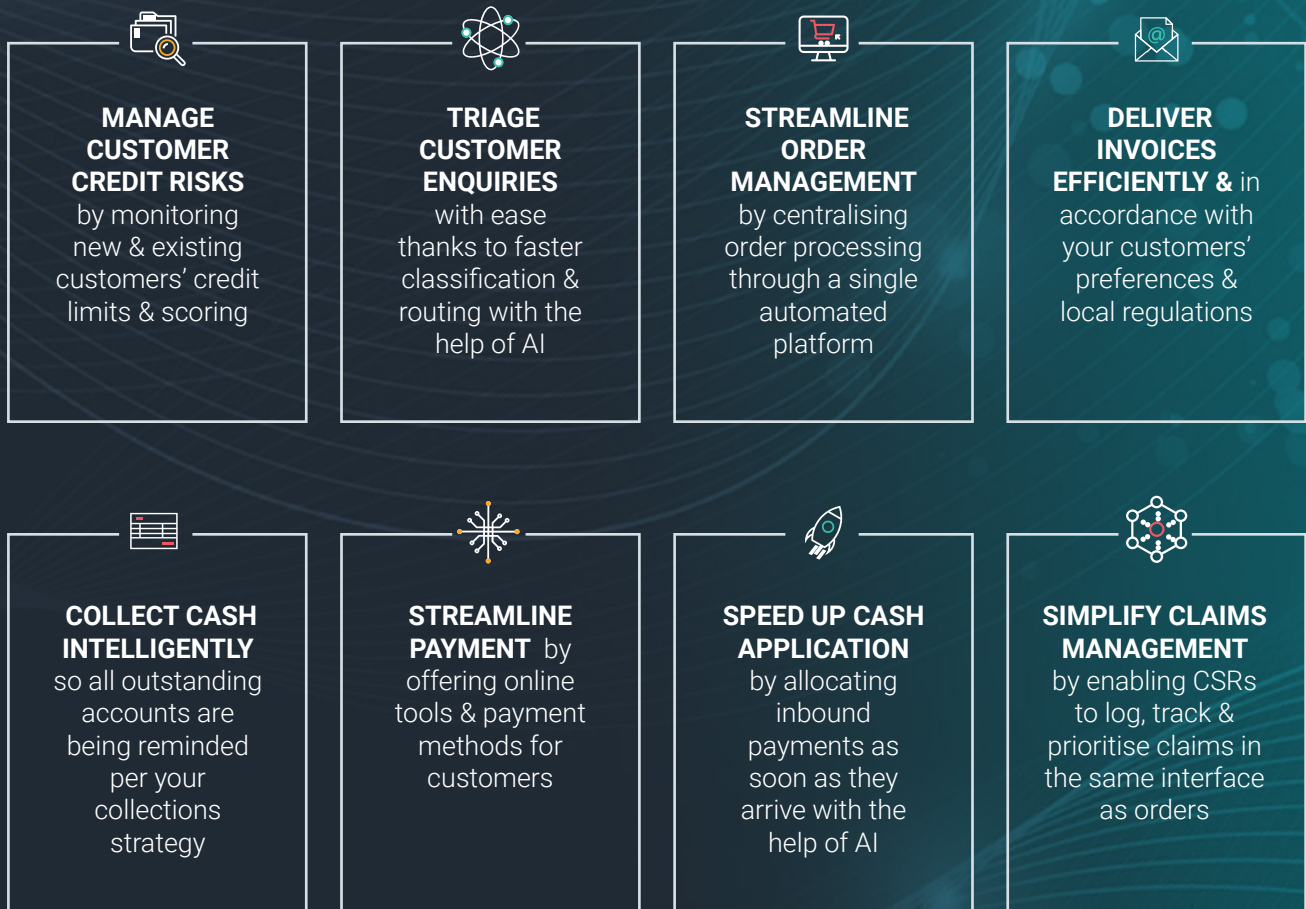 MANAGE
CUSTOMER
CREDIT RISKS
by monitoring
new & existing
customers’ credit
limits & scoring
TRIAGE
CUSTOMER
ENQUIRIES
with ease
thanks to faster
classification &
routing with the
help of AI
STREAMLINE
ORDER
MANAGEMENT
by centralising
order processing
through a single
automated
platform
@
DELIVER
INVOICES
EFFICIENTLY & in
accordance with
your customers’
preferences &
local regulations
COLLECT CASH
INTELLIGENTLY
so all outstanding
accounts are
being reminded
per your
collections
strategy
STREAMLINE
PAYMENT by
offering online
tools & payment
methods for
customers
SPEED UP CASH
APPLICATION
by allocating
inbound
payments as
soon as they
arrive with the
help of AI
SIMPLIFY CLAIMS
MANAGEMENT
by enabling CSRs
to log, track &
prioritise claims in
the same interface
as orders